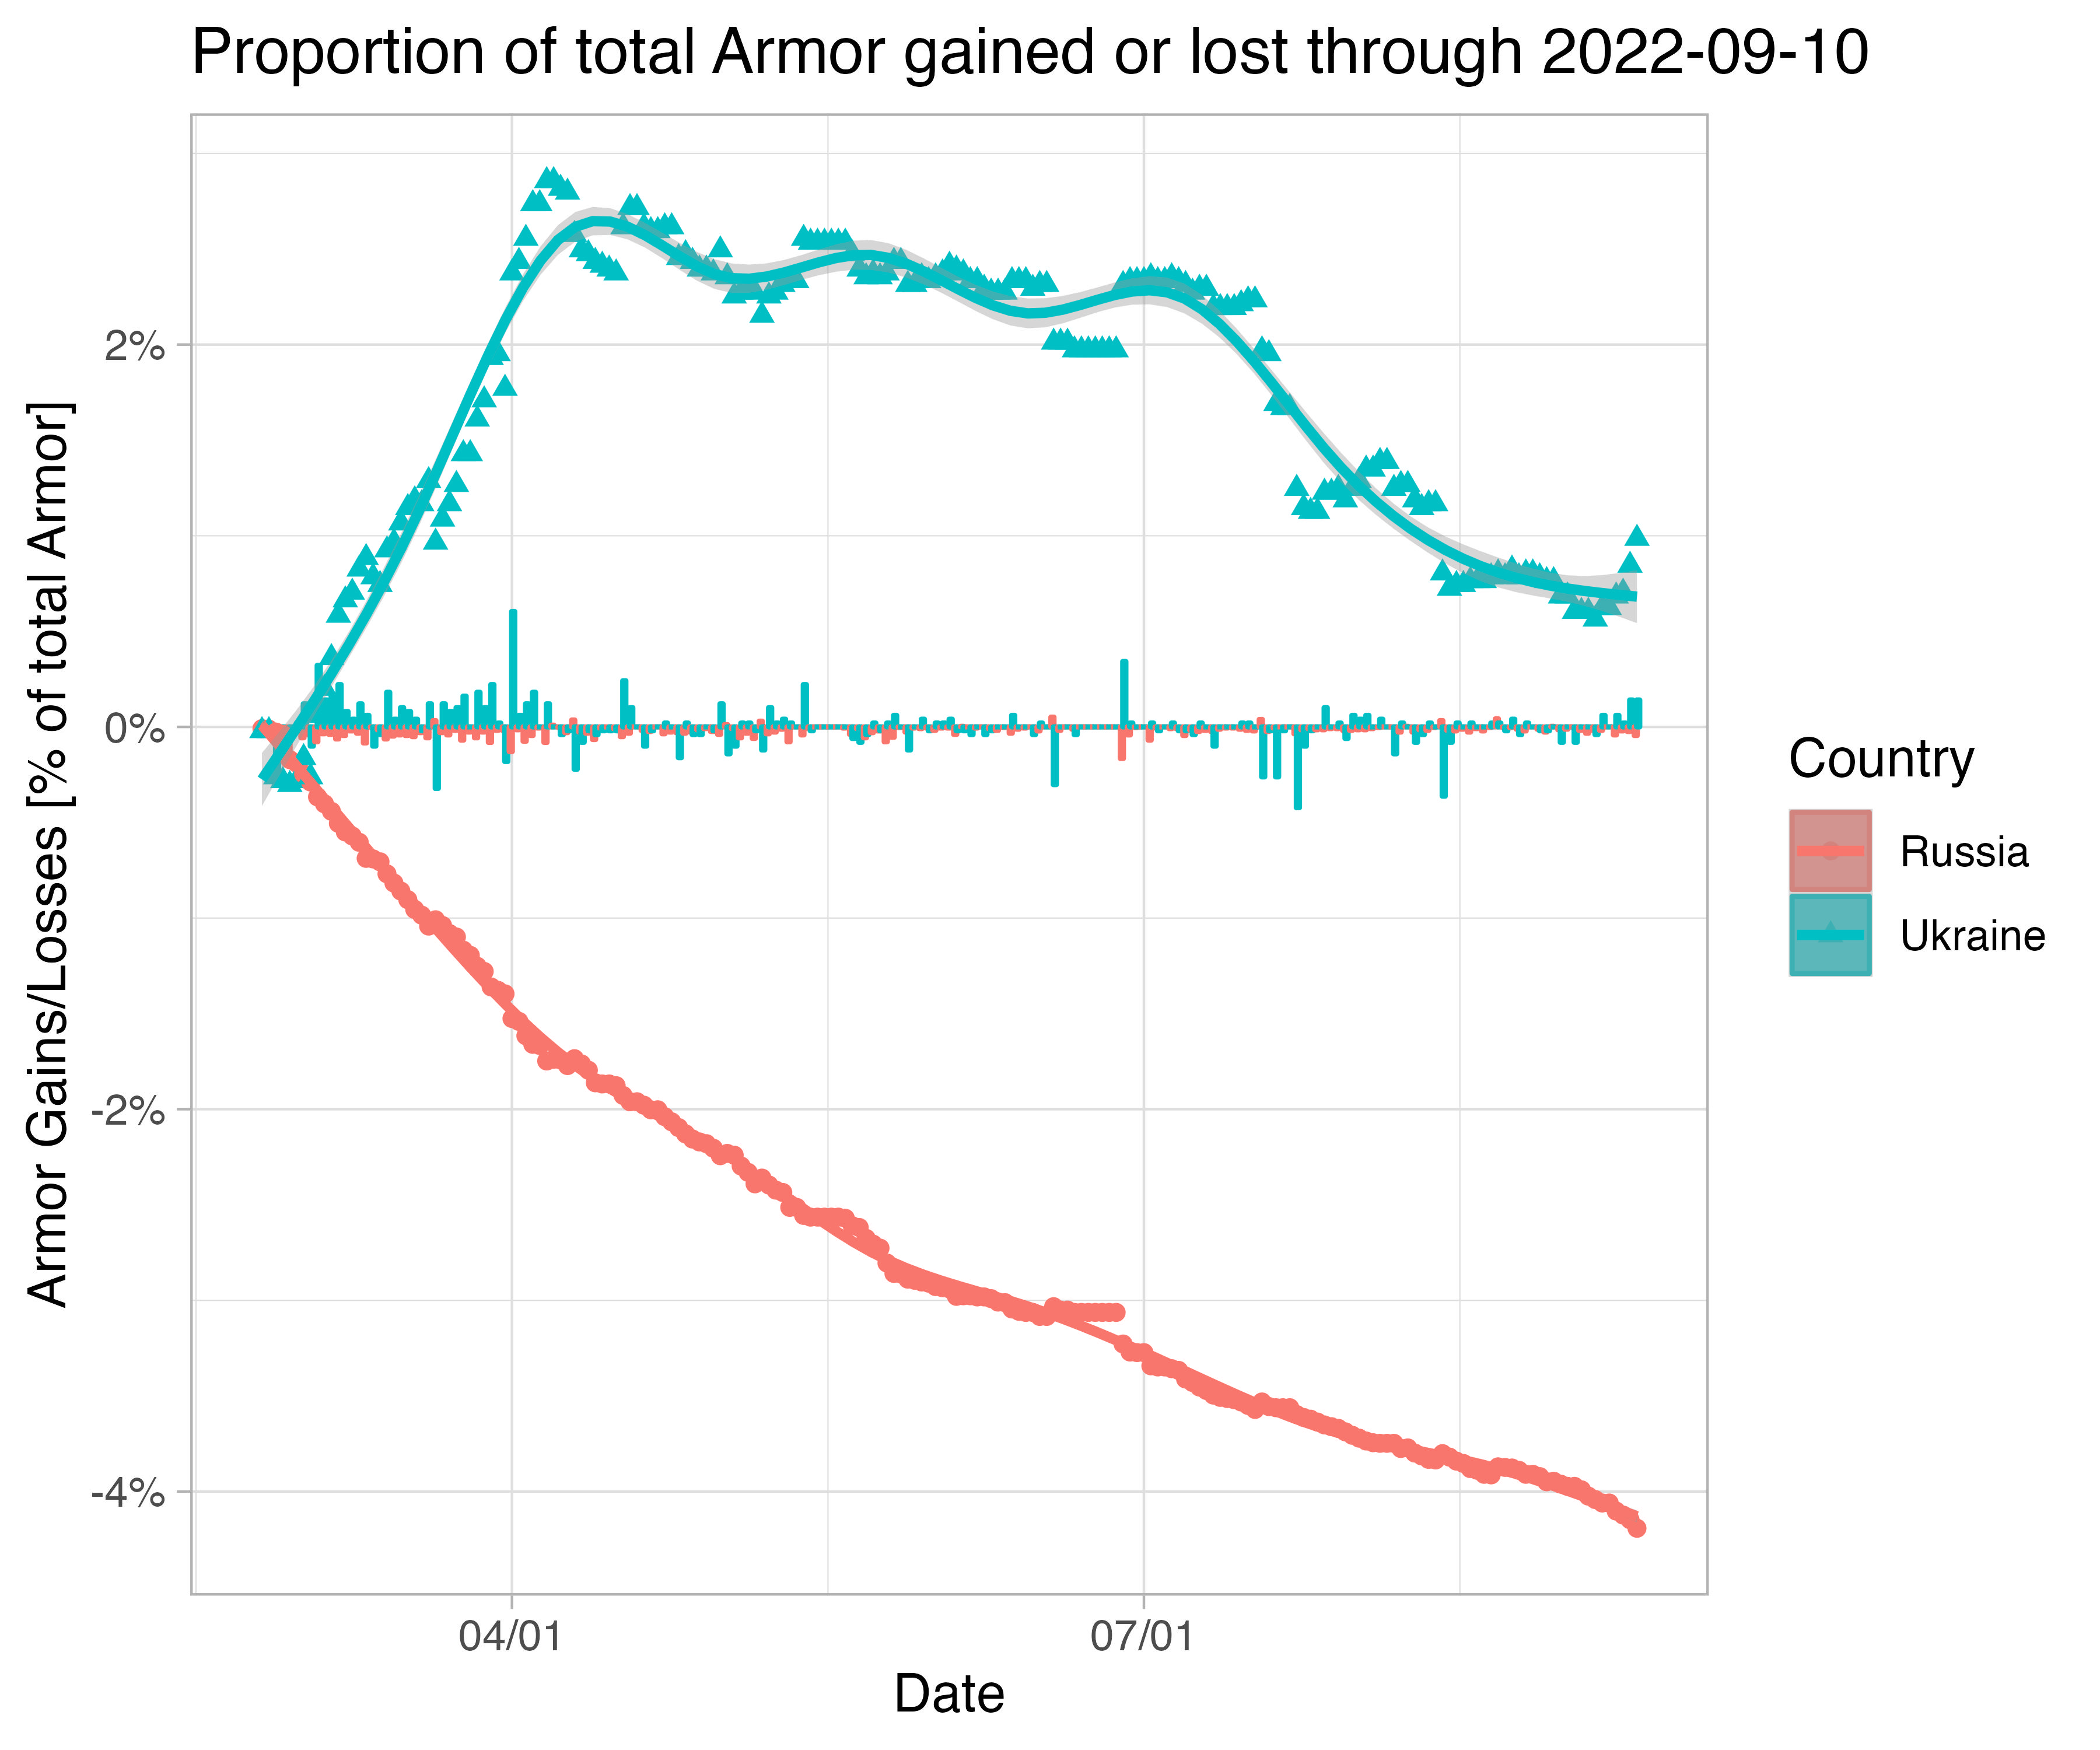 Proportion of total Armor gained or lost through 2022-09-10
Armor Gains/Losses [% of total Armor]
2%
0%
-2%
-4%
04/01
07/01
Date
Country
Russia
Ukraine